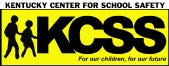 KENTUCKY CENTER FOR SCHOOL SAFETY
KCSS
For our children, for our future